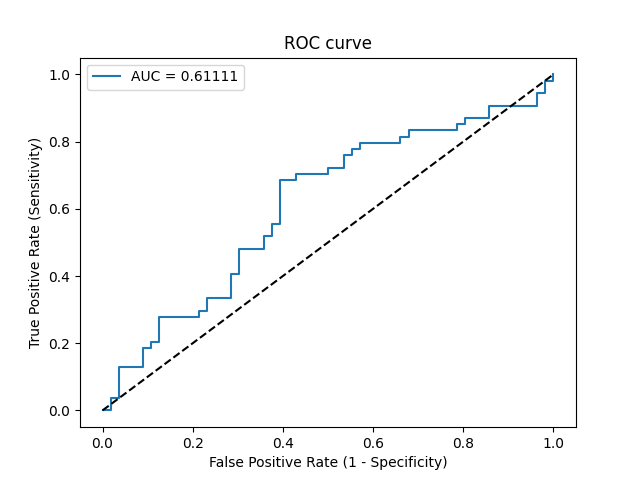 ROC curve
AUC = 0.61111
True Positive Rate (Sensitivity)
1.0
0.8
0.6
0.4
0.2
0.0
0.0 0.2 0.4 0.6 0.8 1.0
False Positive Rate (1 - Specificity)